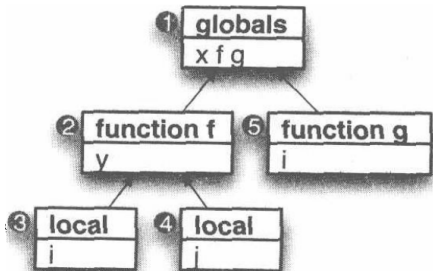 1 globals
x f g
2 function f
y
5 function g
i
3 local
i
4 local
j